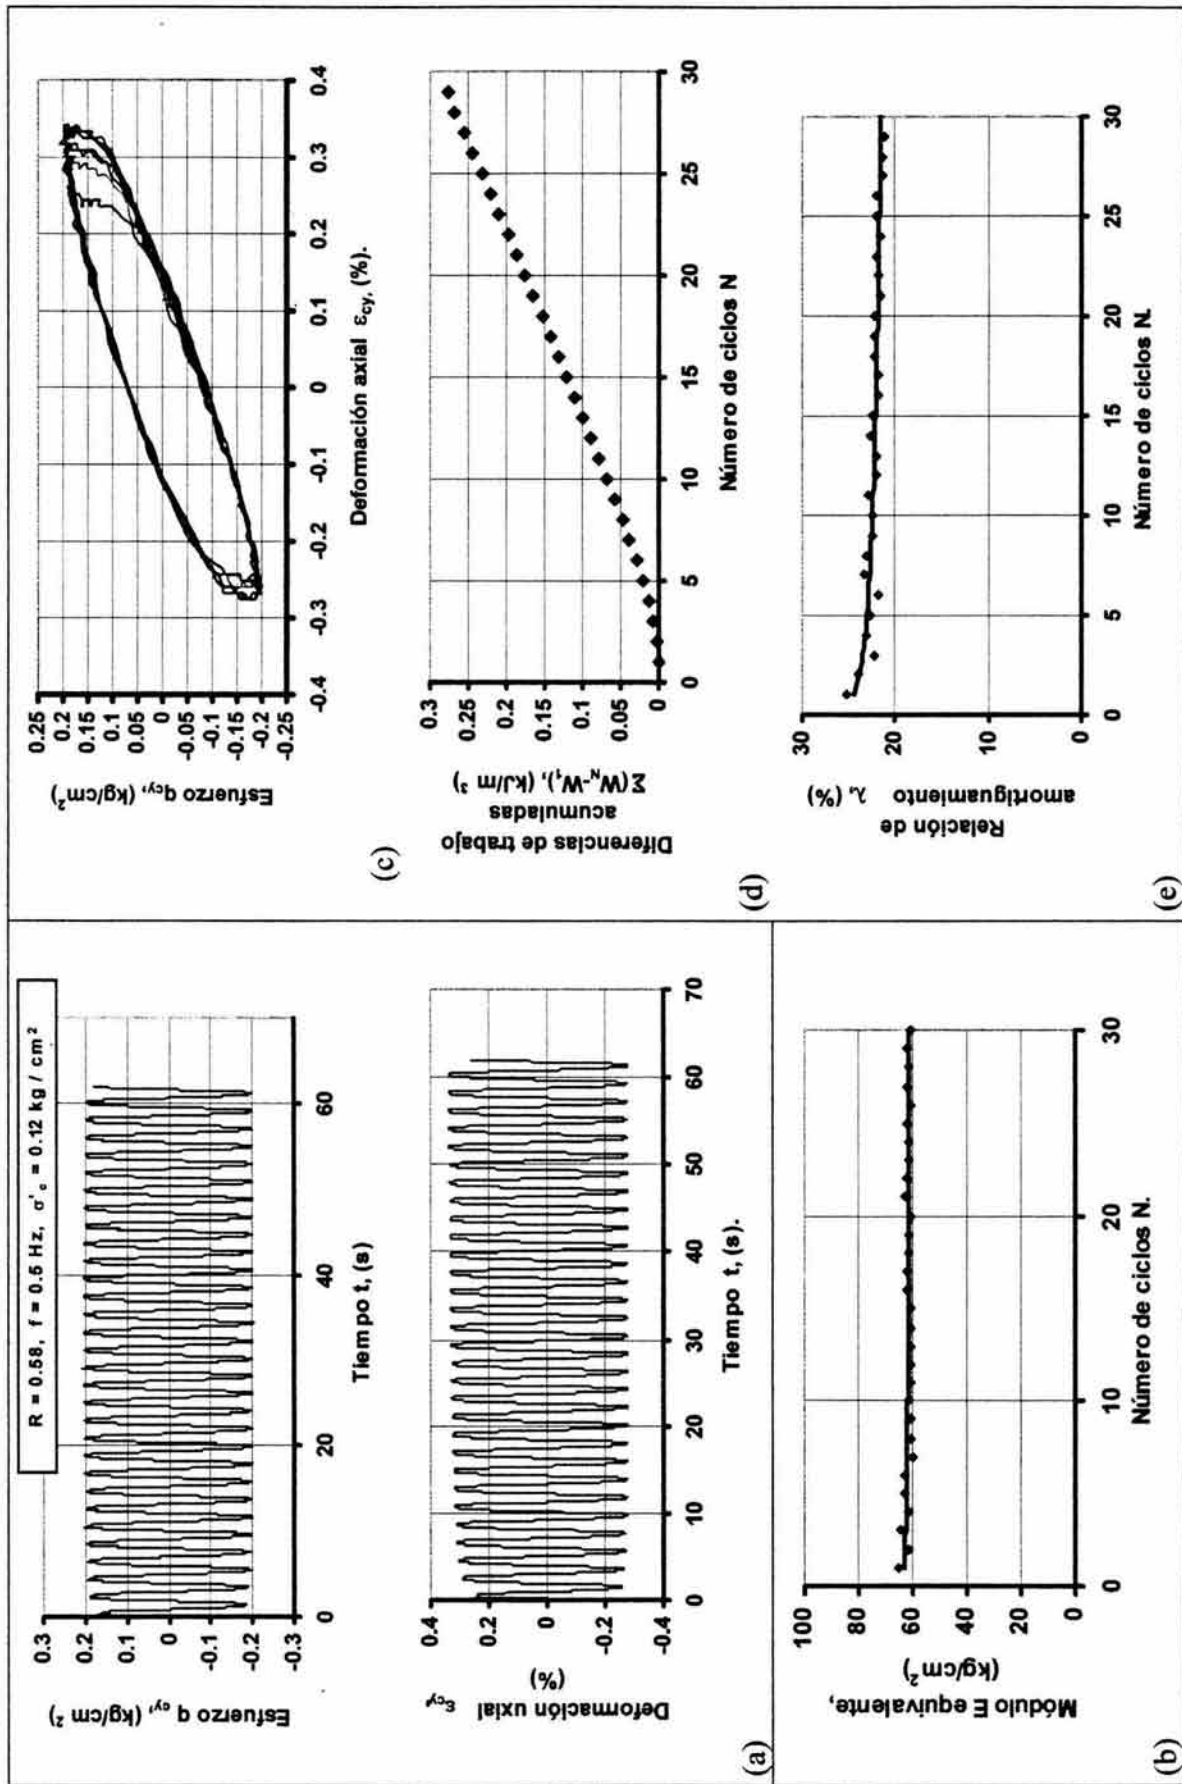 R = 0.58, f = 0.5 Hz, σ'c = 0.12 kg / cm²
0.3
0.2
0.1
0
-0.1
-0.2
-0.3
Esfuerzo q cy, (kg/cm²)
0 20 40 60
Tiempo t, (s)
0.4
0.2
0
-0.2
-0.4
Deformación uxial εcy, (%)
0 10 20 30 40 50 60 70
Tiempo t, (s).
(a)
100
80
60
40
20
0
Módulo E equivalente,
(kg/cm²)
0 10 20 30
Número de ciclos N.
(b)
0.25
0.2
0.15
0.1
0.05
0
-0.05
-0.1
-0.15
-0.2
-0.25
Esfuerzo qcy, (kg/cm²)
-0.4 -0.3 -0.2 -0.1 0 0.1 0.2 0.3 0.4
Deformación axial εcy, (%).
(c)
0.3
0.25
0.2
0.15
0.1
0.05
0
Diferencias de trabajo
acumuladas
Σ(WN-W1), (kJ/m³)
0 5 10 15 20 25 30
Número de ciclos N
(d)
30
20
10
0
Relación de
amortiguamiento λ, (%)
0 5 10 15 20 25 30
Número de ciclos N.
(e)